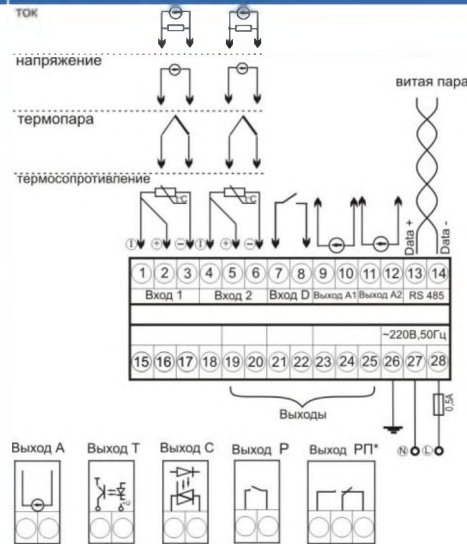 ток
напряжение
термопара
термосопротивление
витая пара
t°C t°C
I + − I + − Data + Data -
1 2 3 4 5 6 7 8 9 10 11 12 13 14
Вход 1 Вход 2 Вход D Выход А1 Выход А2 RS 485
~220В,50Гц
15 16 17 18 19 20 21 22 23 24 25 26 27 28
0,5А
Выходы
N L
Выход А Выход Т Выход С Выход Р Выход РП*